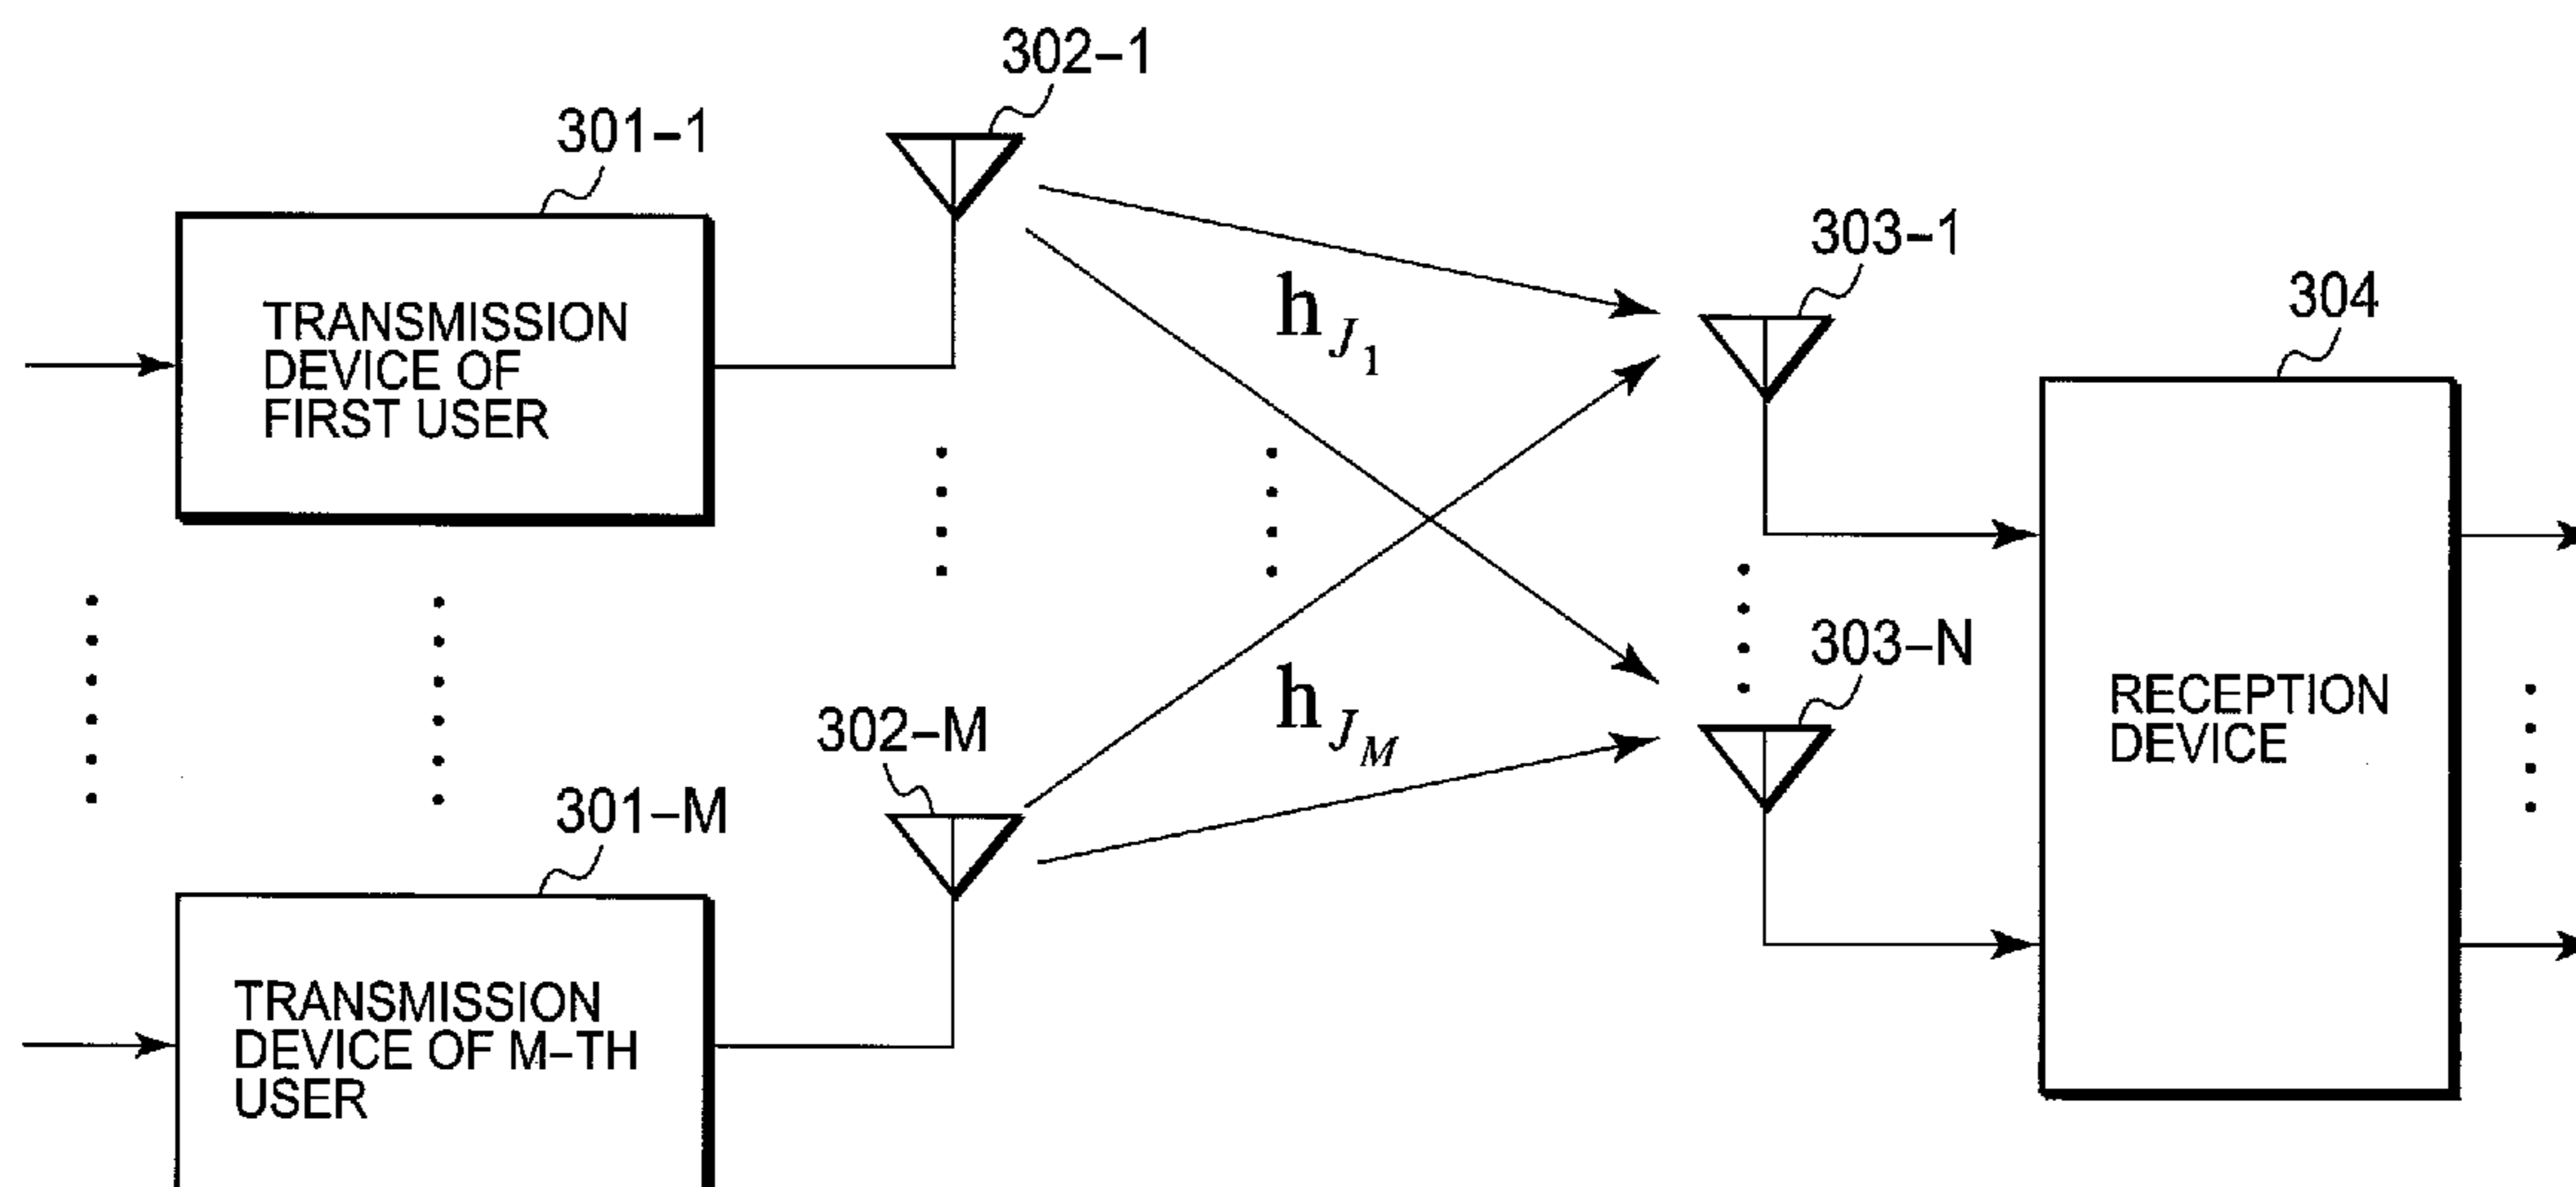 302-1
301-1
303-1
TRANSMISSION
DEVICE OF
FIRST USER
h_{J_1}
304
303-N
302-M
h_{J_M}
RECEPTION
DEVICE
301-M
TRANSMISSION
DEVICE OF M-TH
USER